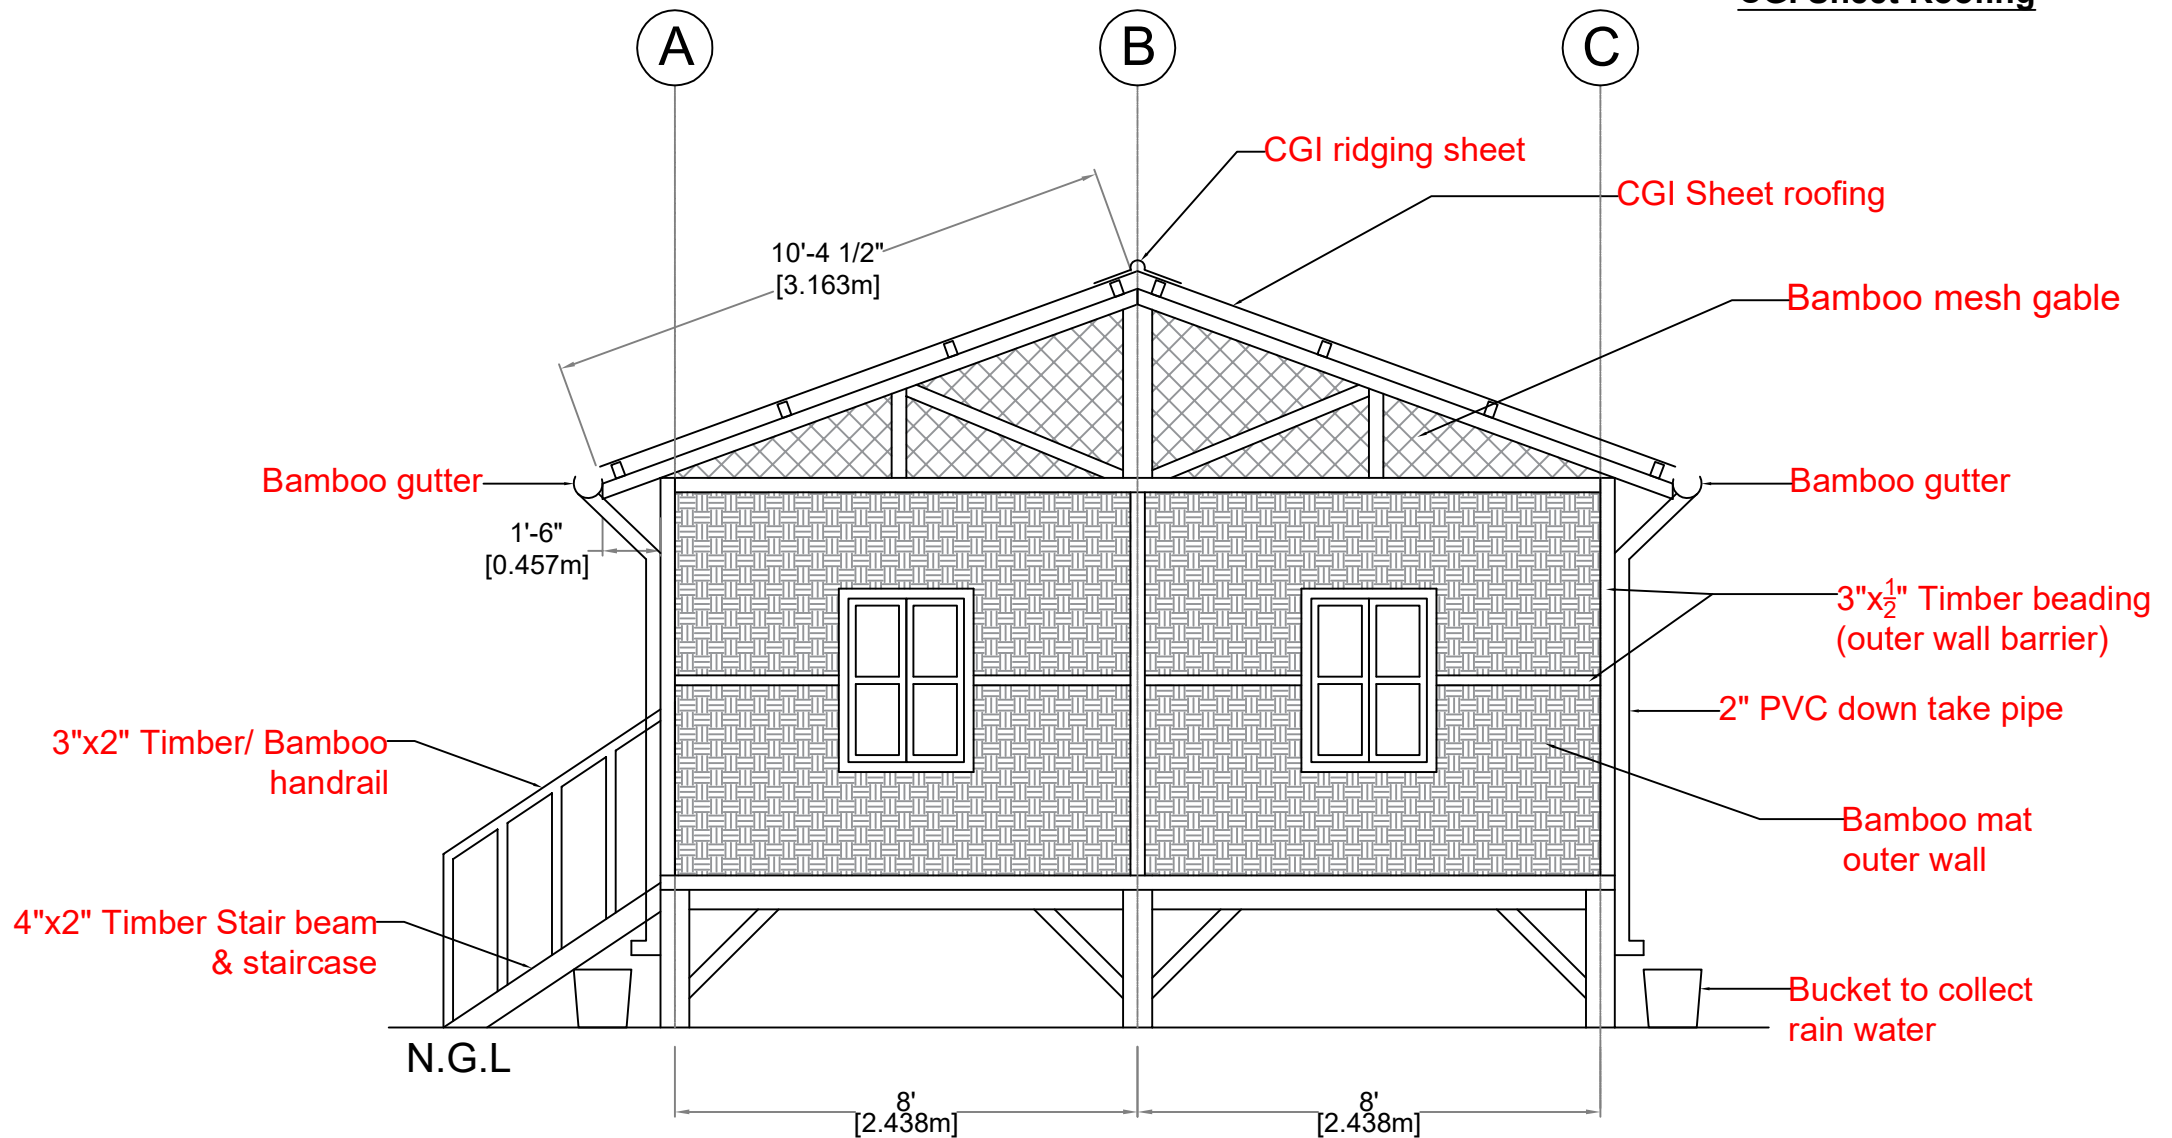 CGI Sheet Roofing
A
B
C
CGI ridging sheet
CGI Sheet roofing
10'-4 1/2"
[3.163m]
Bamboo mesh gable
Bamboo gutter
Bamboo gutter
1'-6"
[0.457m]
3"x½" Timber beading
(outer wall barrier)
2" PVC down take pipe
3"x2" Timber/ Bamboo
handrail
Bamboo mat
outer wall
4"x2" Timber Stair beam
& staircase
Bucket to collect
rain water
N.G.L
8'
[2.438m]
8'
[2.438m]